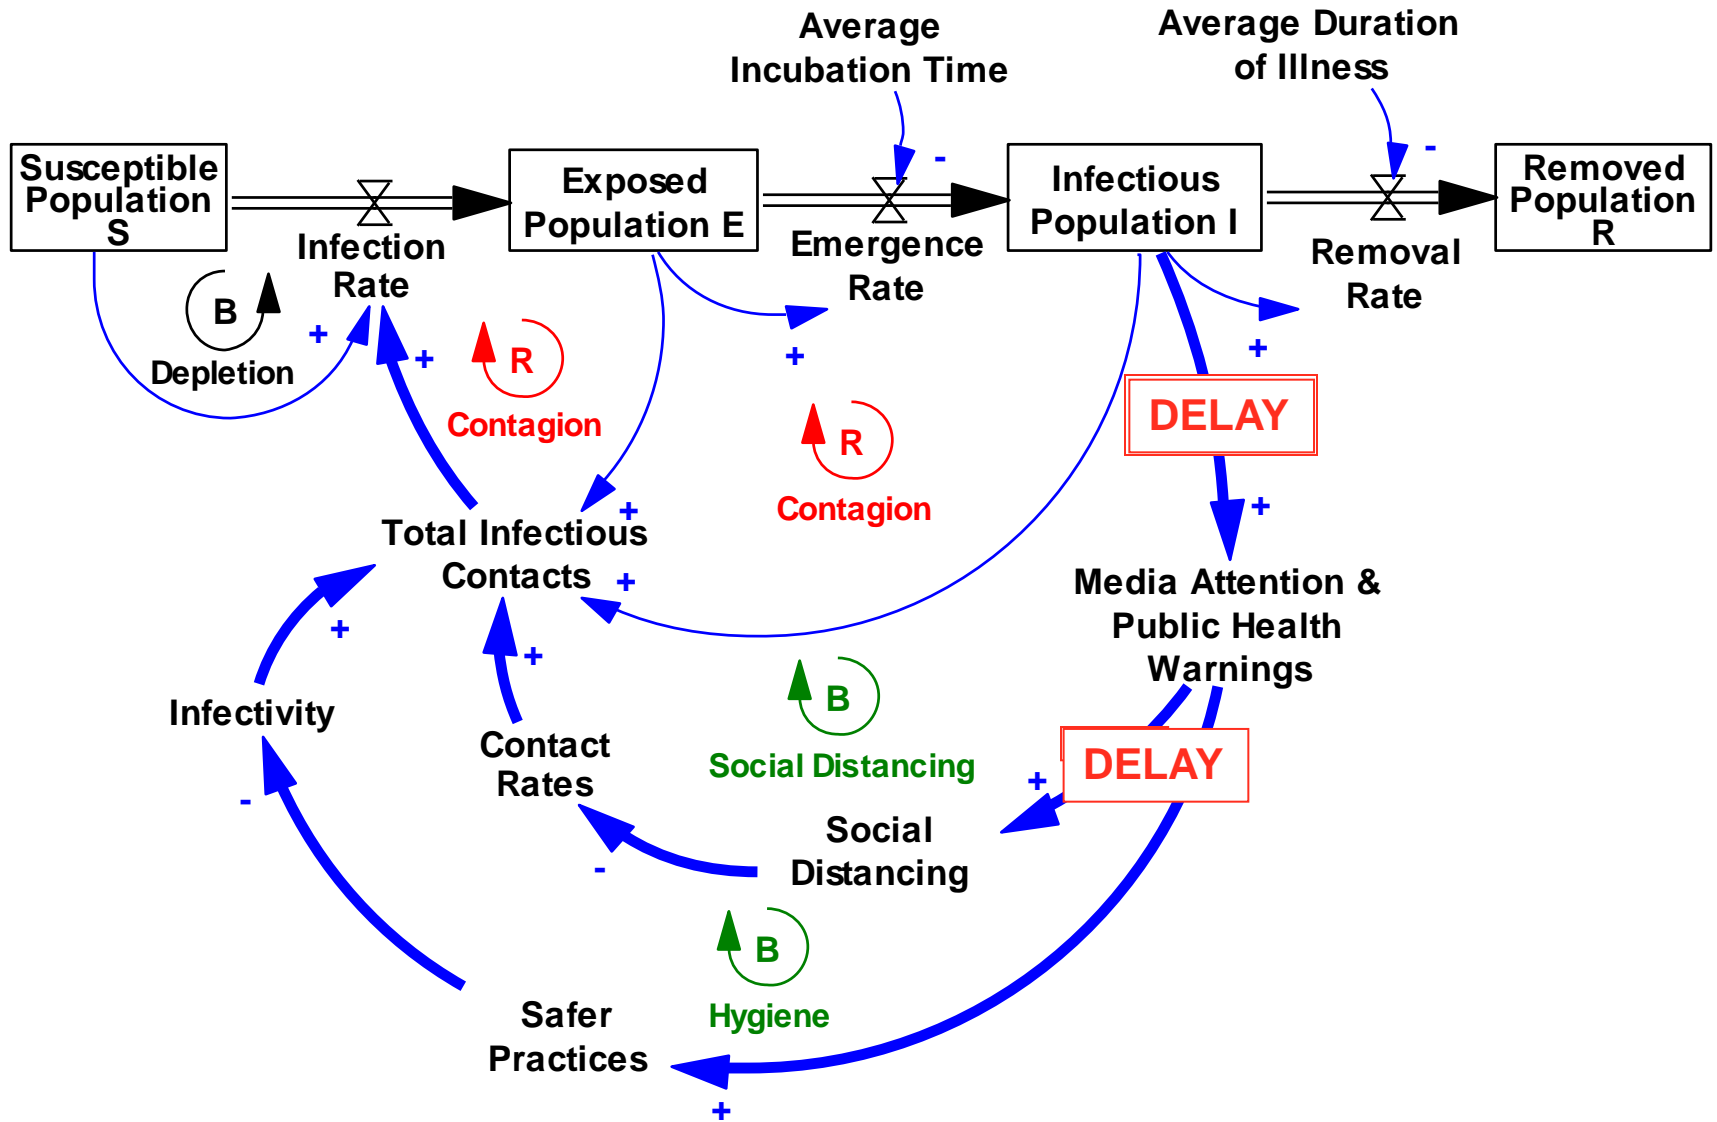 Average
Incubation Time
Average Duration
of Illness
-
-
Susceptible
Population
S
Exposed
Population E
Infectious
Population I
Removed
Population
R
Infection
Rate
Emergence
Rate
Removal
Rate
B
Depletion
+
+
R
Contagion
+
+
DELAY
R
Contagion
+
+
Total Infectious
Contacts
+
Media Attention &
Public Health
Warnings
+
+
B
Social Distancing
Infectivity
Contact
Rates
DELAY
+
-
Social
Distancing
-
B
Hygiene
Safer
Practices
+